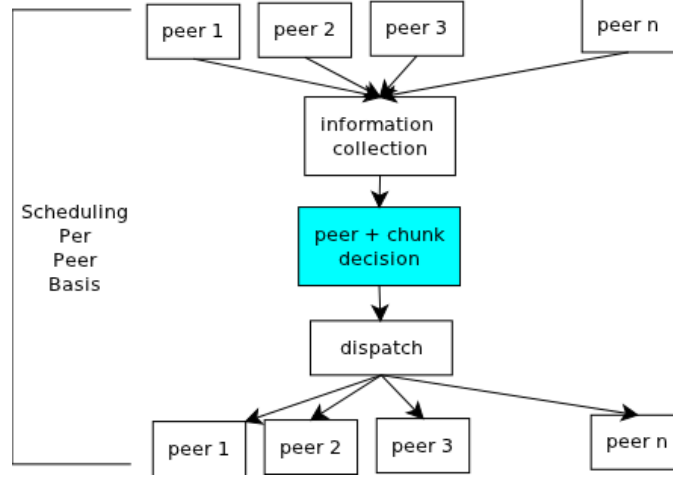 peer 1
peer 2
peer 3
peer n
information
collection
Scheduling
Per
Peer
Basis
peer + chunk
decision
dispatch
peer 1
peer 2
peer 3
peer n